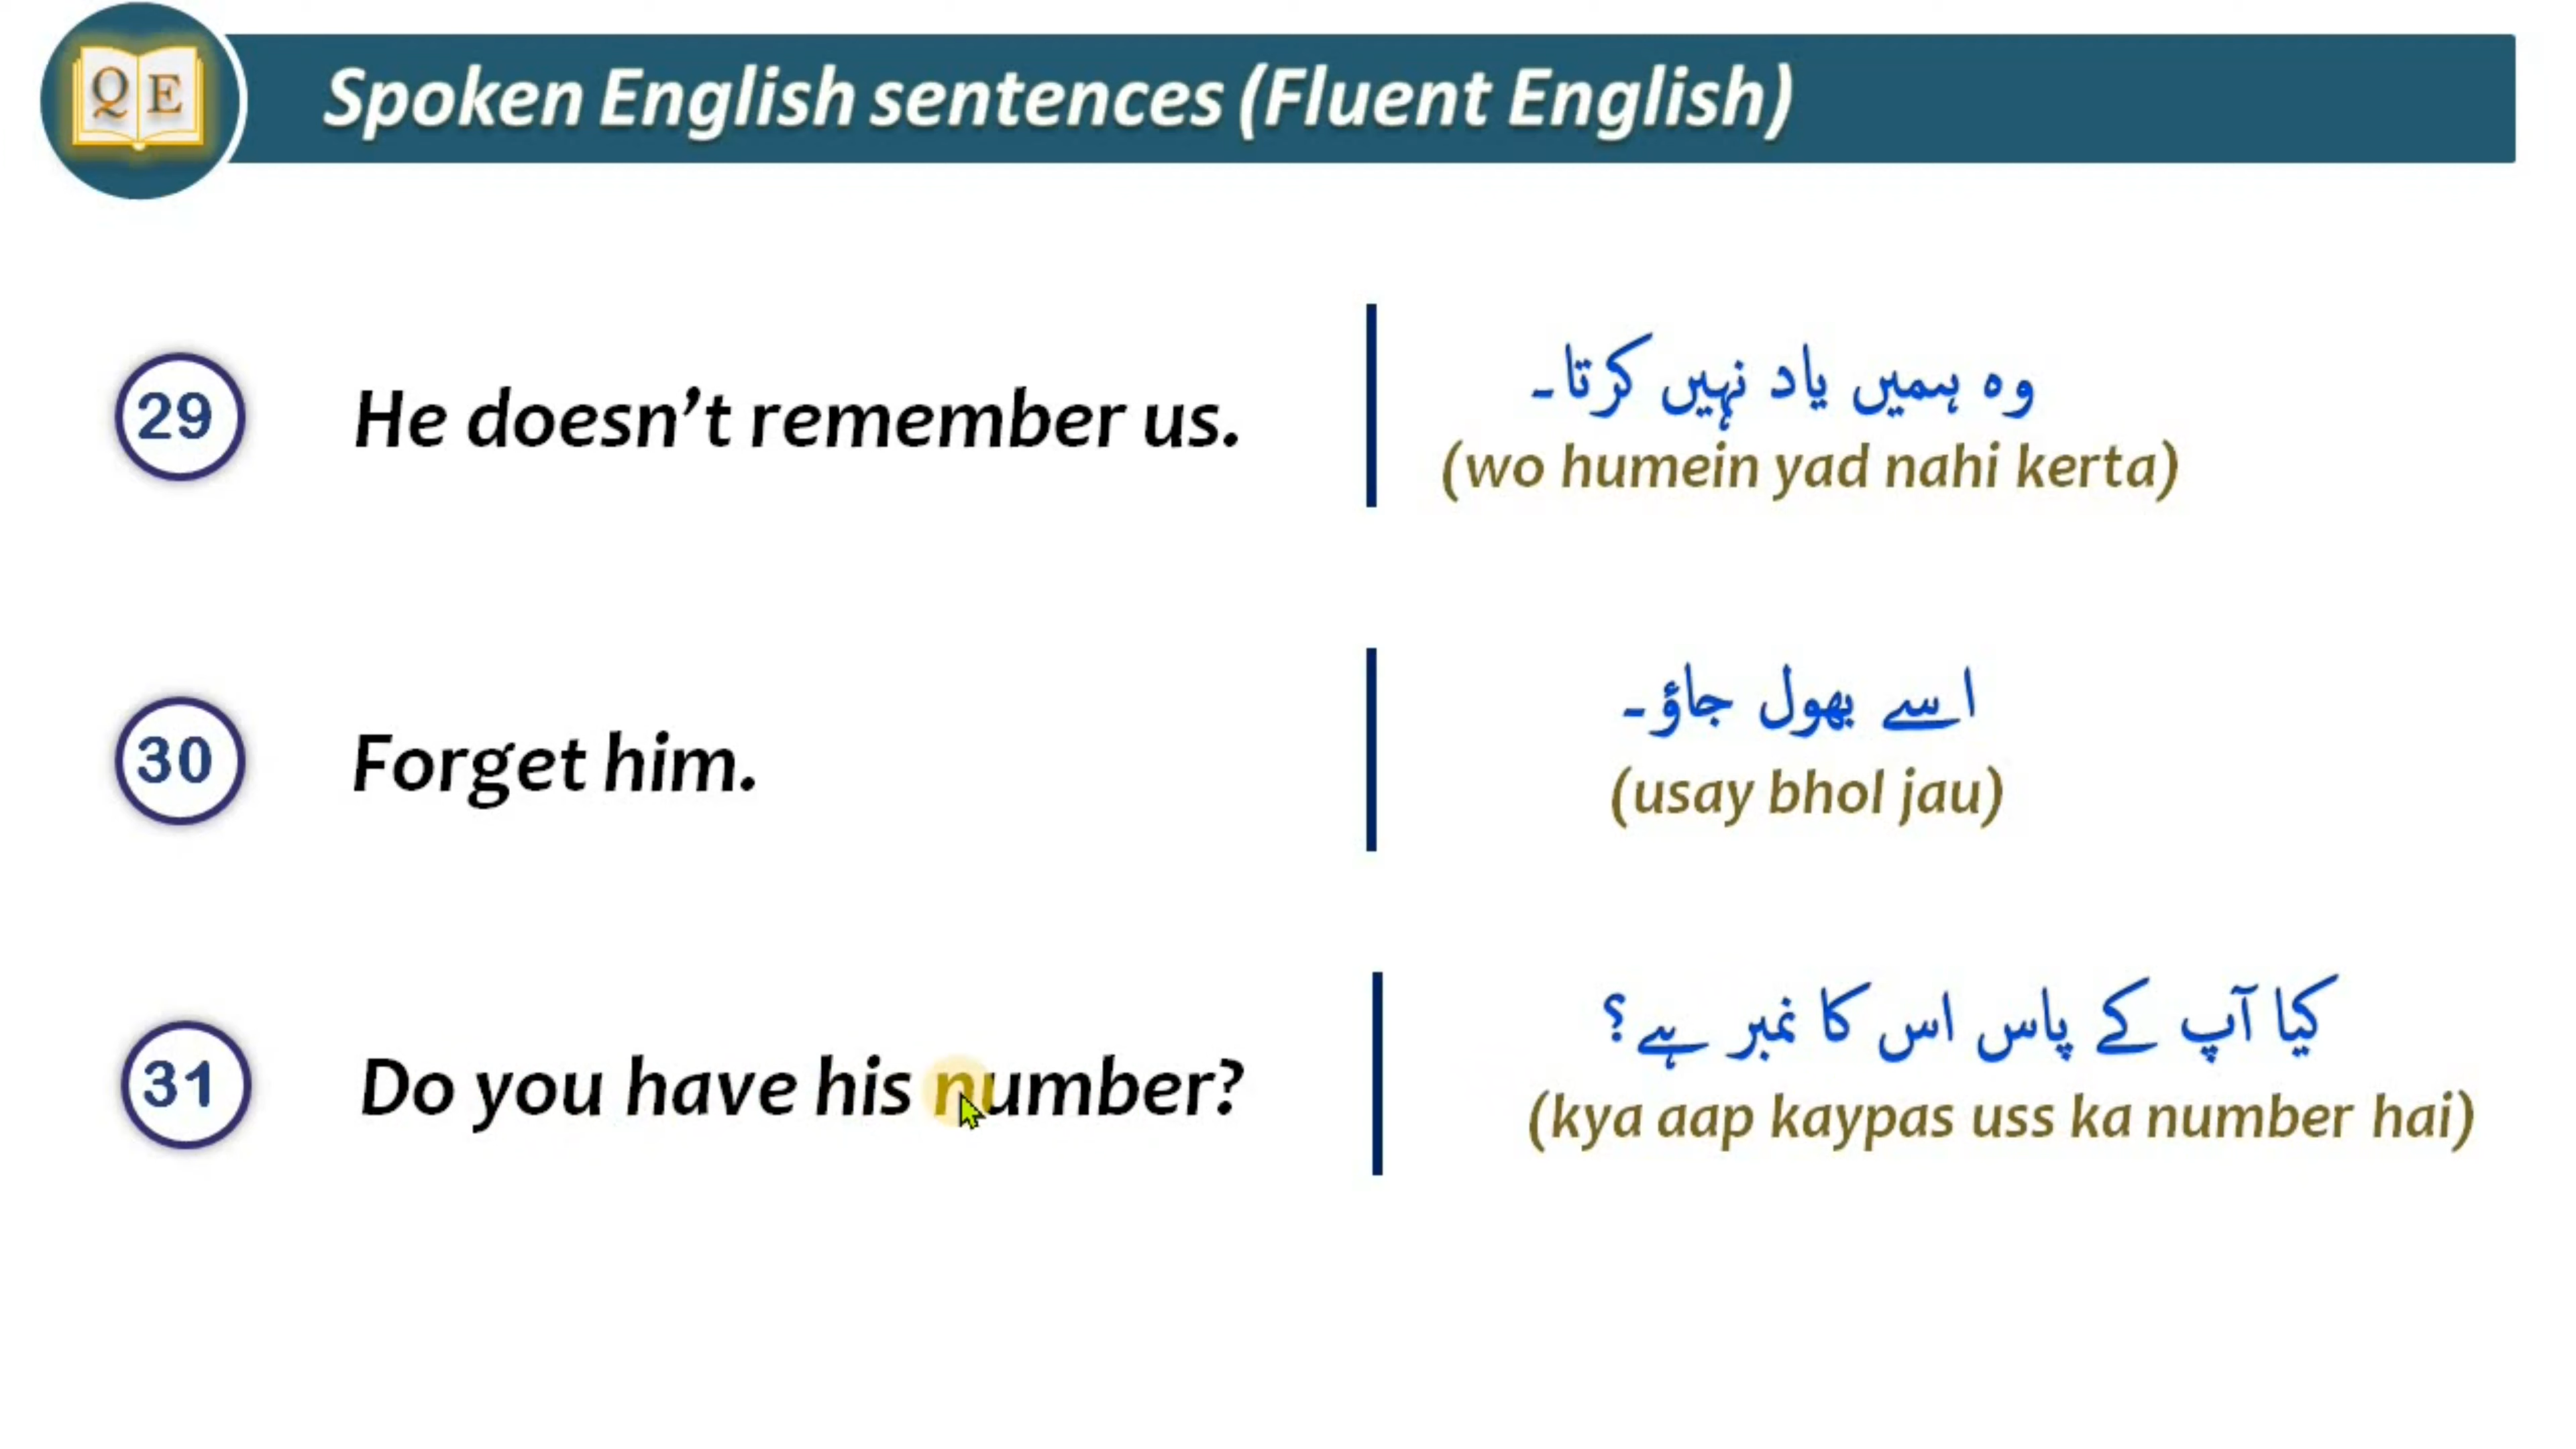 Q E
Spoken English sentences (Fluent English)
29
He doesn’t remember us.
وہ ہمیں یاد نہیں کرتا۔
(wo humein yad nahi kerta)
30
Forget him.
اسے بھول جاؤ۔
(usay bhol jau)
31
Do you have his number?
کیا آپ کے پاس اس کا نمبر ہے؟
(kya aap kaypas uss ka number hai)